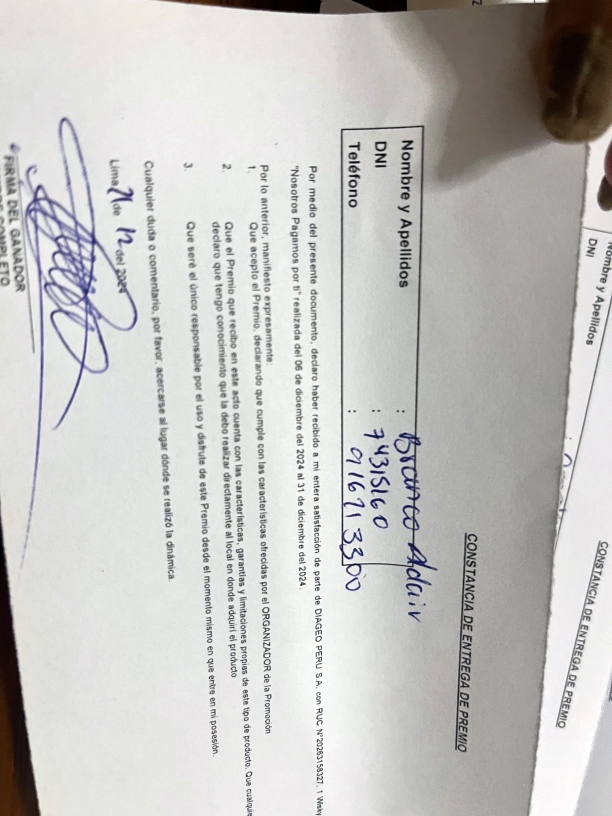 CONSTANCIA DE ENTREGA DE PREMIO
Nombre y Apellidos : Branco Adair
DNI : 74315160
Teléfono : 916713300
Por medio del presente documento, declaro haber recibido a mi entera satisfacción de parte de DIAGEO PERU S.A. con RUC N°20263158327, 1 Wisky
"Nosotros Pagamos por ti" realizada del 06 de diciembre del 2024 al 31 de diciembre del 2024.
Por lo anterior, manifiesto expresamente:
1. Que acepto el Premio, declarando que cumple con las características ofrecidas por el ORGANIZADOR de la Promoción
2. Que el Premio que recibo en este acto cuenta con las características, garantías y limitaciones propias de este tipo de producto. Que cualquie
declaro que tengo conocimiento que la debo realizar directamente al local en donde adquirí el producto
3. Que seré el único responsable por el uso y disfrute de este Premio desde el momento mismo en que entre en mi posesión.
Cualquier duda o comentario, por favor, acercarse al lugar dónde se realizó la dinámica.
Lima 21 de 12 del 2024
FIRMA DEL GANADOR
CONSTANCIA DE ENTREGA DE PREMIO
Nombre y Apellidos
DNI